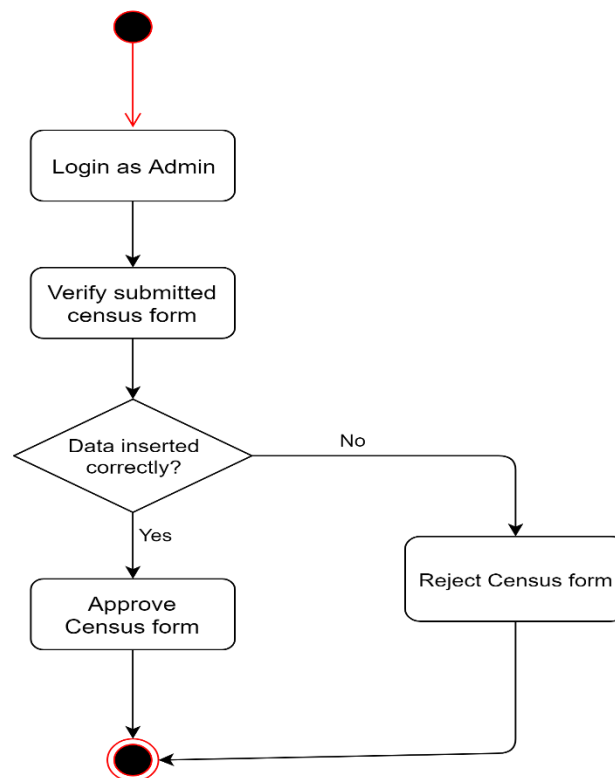 Login as Admin
Verify submitted
census form
Data inserted
correctly?
No
Yes
Approve
Census form
Reject Census form